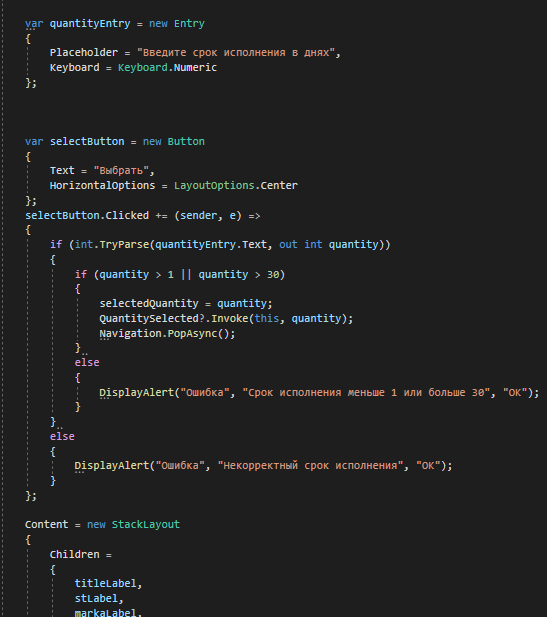 var quantityEntry = new Entry
{
Placeholder = "Введите срок исполнения в днях",
Keyboard = Keyboard.Numeric
};
var selectButton = new Button
{
Text = "Выбрать",
HorizontalOptions = LayoutOptions.Center
};
selectButton.Clicked += (sender, e) =>
{
if (int.TryParse(quantityEntry.Text, out int quantity))
{
if (quantity > 1 || quantity > 30)
{
selectedQuantity = quantity;
QuantitySelected?.Invoke(this, quantity);
Navigation.PopAsync();
}
else
{
DisplayAlert("Ошибка", "Срок исполнения меньше 1 или больше 30", "ОК");
}
}
else
{
DisplayAlert("Ошибка", "Некорректный срок исполнения", "ОК");
}
};
Content = new StackLayout
{
Children =
{
titleLabel,
stLabel,
markaLabel,